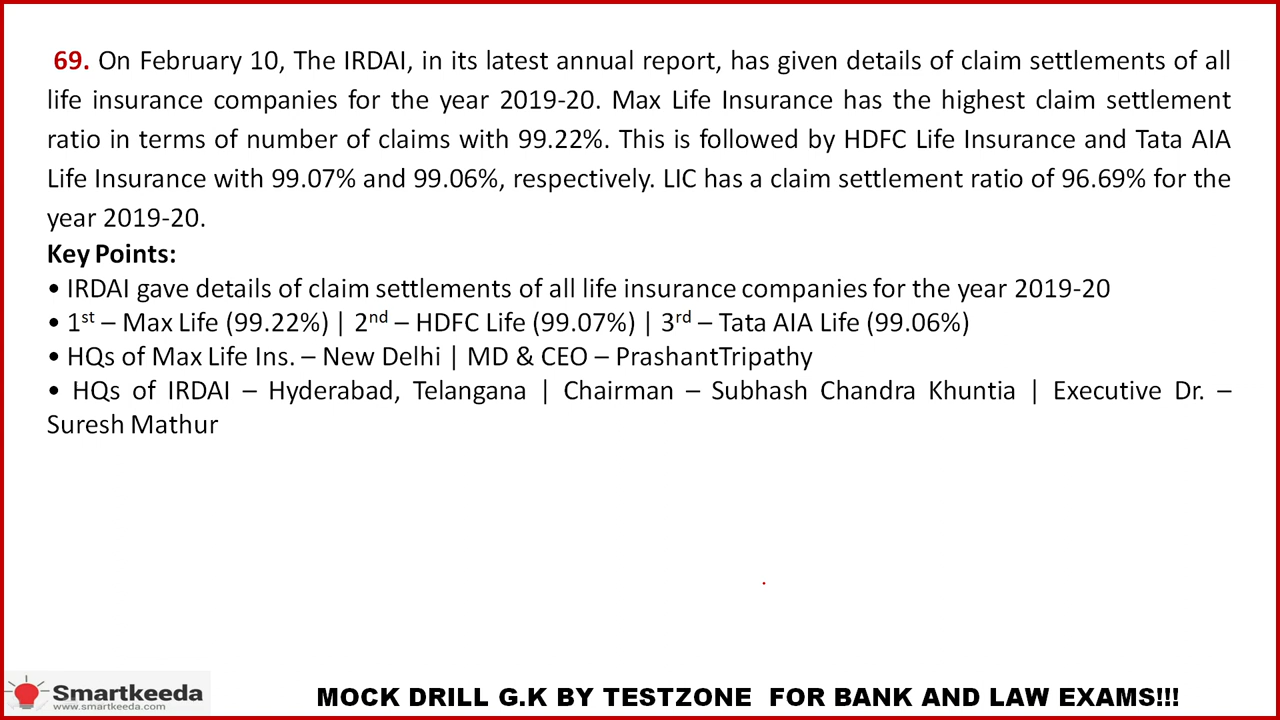 69. On February 10, The IRDAI, in its latest annual report, has given details of claim settlements of all
life insurance companies for the year 2019-20. Max Life Insurance has the highest claim settlement
ratio in terms of number of claims with 99.22%. This is followed by HDFC Life Insurance and Tata AIA
Life Insurance with 99.07% and 99.06%, respectively. LIC has a claim settlement ratio of 96.69% for the
year 2019-20.
Key Points:
• IRDAI gave details of claim settlements of all life insurance companies for the year 2019-20
• 1st – Max Life (99.22%) | 2nd – HDFC Life (99.07%) | 3rd – Tata AIA Life (99.06%)
• HQs of Max Life Ins. – New Delhi | MD & CEO – PrashantTripathy
• HQs of IRDAI – Hyderabad, Telangana | Chairman – Subhash Chandra Khuntia | Executive Dr. –
Suresh Mathur
Smartkeeda
www.smartkeeda.com
MOCK DRILL G.K BY TESTZONE FOR BANK AND LAW EXAMS!!!